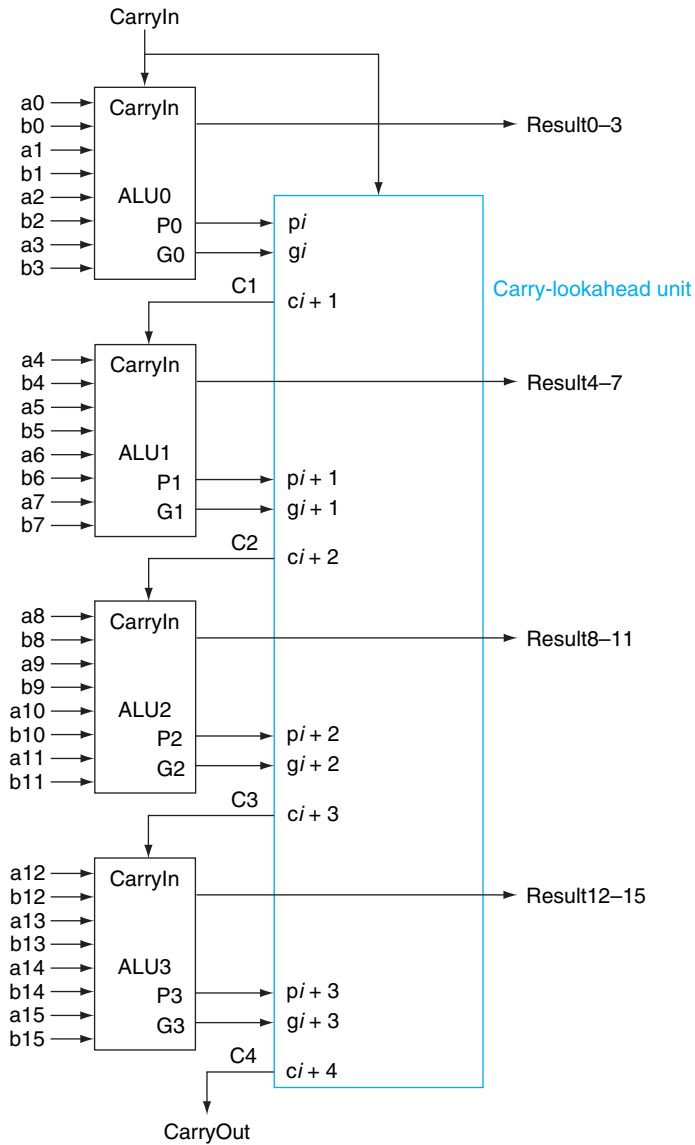 CarryIn
a0
b0
a1
b1
a2
b2
a3
b3
CarryIn
ALU0
P0
G0
Result0–3
pi
gi
Carry-lookahead unit
C1
ci + 1
a4
b4
a5
b5
a6
b6
a7
b7
CarryIn
ALU1
P1
G1
Result4–7
pi + 1
gi + 1
C2
ci + 2
a8
b8
a9
b9
a10
b10
a11
b11
CarryIn
ALU2
P2
G2
Result8–11
pi + 2
gi + 2
C3
ci + 3
a12
b12
a13
b13
a14
b14
a15
b15
CarryIn
ALU3
P3
G3
Result12–15
pi + 3
gi + 3
C4
ci + 4
CarryOut